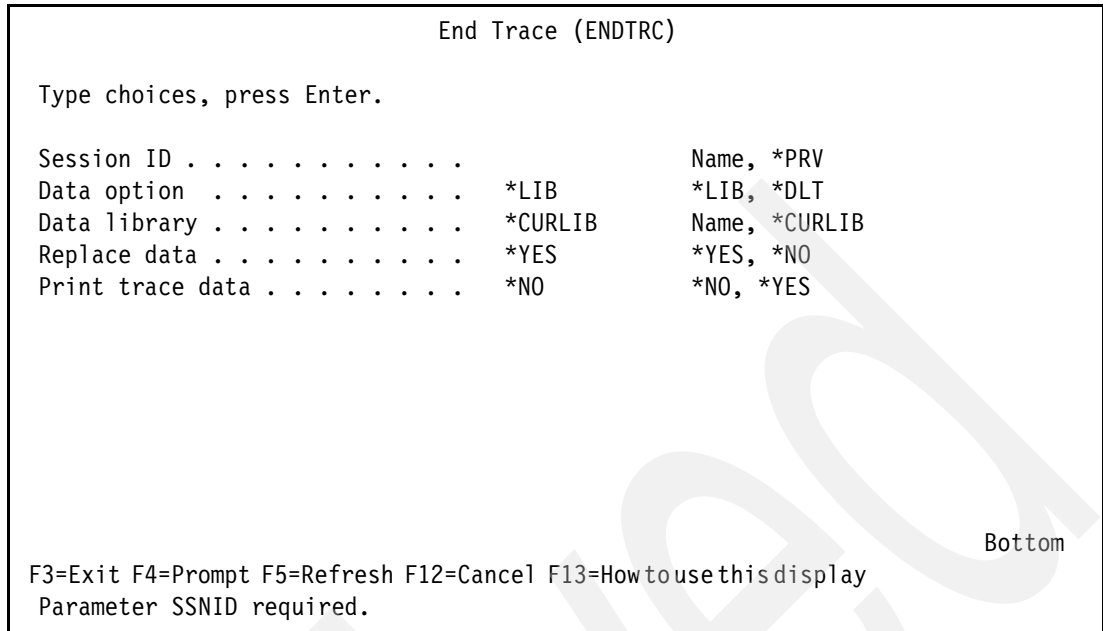 End Trace (ENDTRC)
Type choices, press Enter.
Session ID . . . . . . . . . . . Name, *PRV
Data option . . . . . . . . . . *LIB *LIB, *DLT
Data library . . . . . . . . . . *CURLIB Name, *CURLIB
Replace data . . . . . . . . . . *YES *YES, *NO
Print trace data . . . . . . . . *NO *NO, *YES
Bottom
F3=Exit F4=Prompt F5=Refresh F12=Cancel F13=How to use this display
Parameter SSNID required.